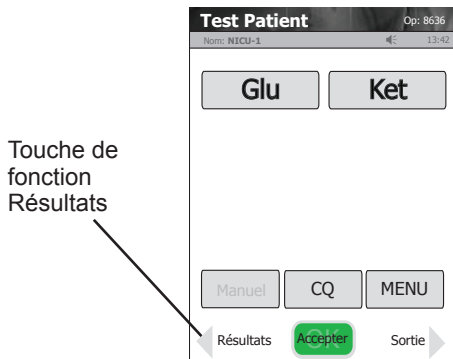 Test Patient Op: 8636
Nom: NICU-1 13:42
Glu Ket
Touche de
fonction
Résultats
Manuel CQ MENU
Résultats OK Accepter Sortie